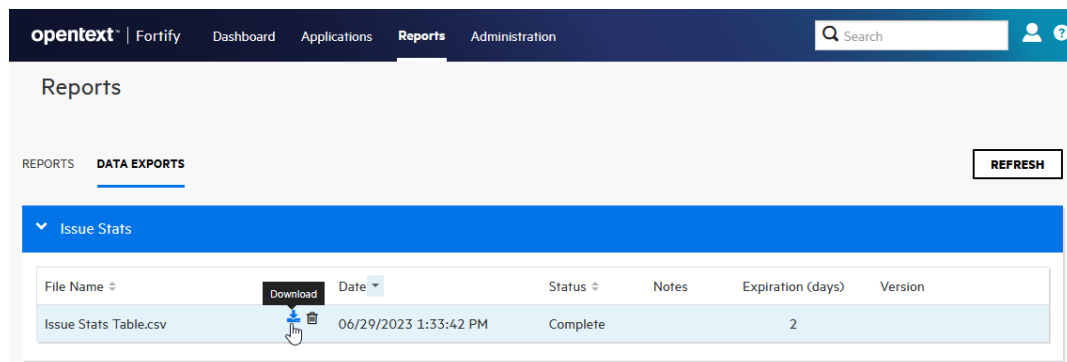 opentext™ | Fortify Dashboard Applications Reports Administration Search ?
Reports
REPORTS DATA EXPORTS REFRESH
Issue Stats
File Name Download Date Status Notes Expiration (days) Version
Issue Stats Table.csv 06/29/2023 1:33:42 PM Complete 2